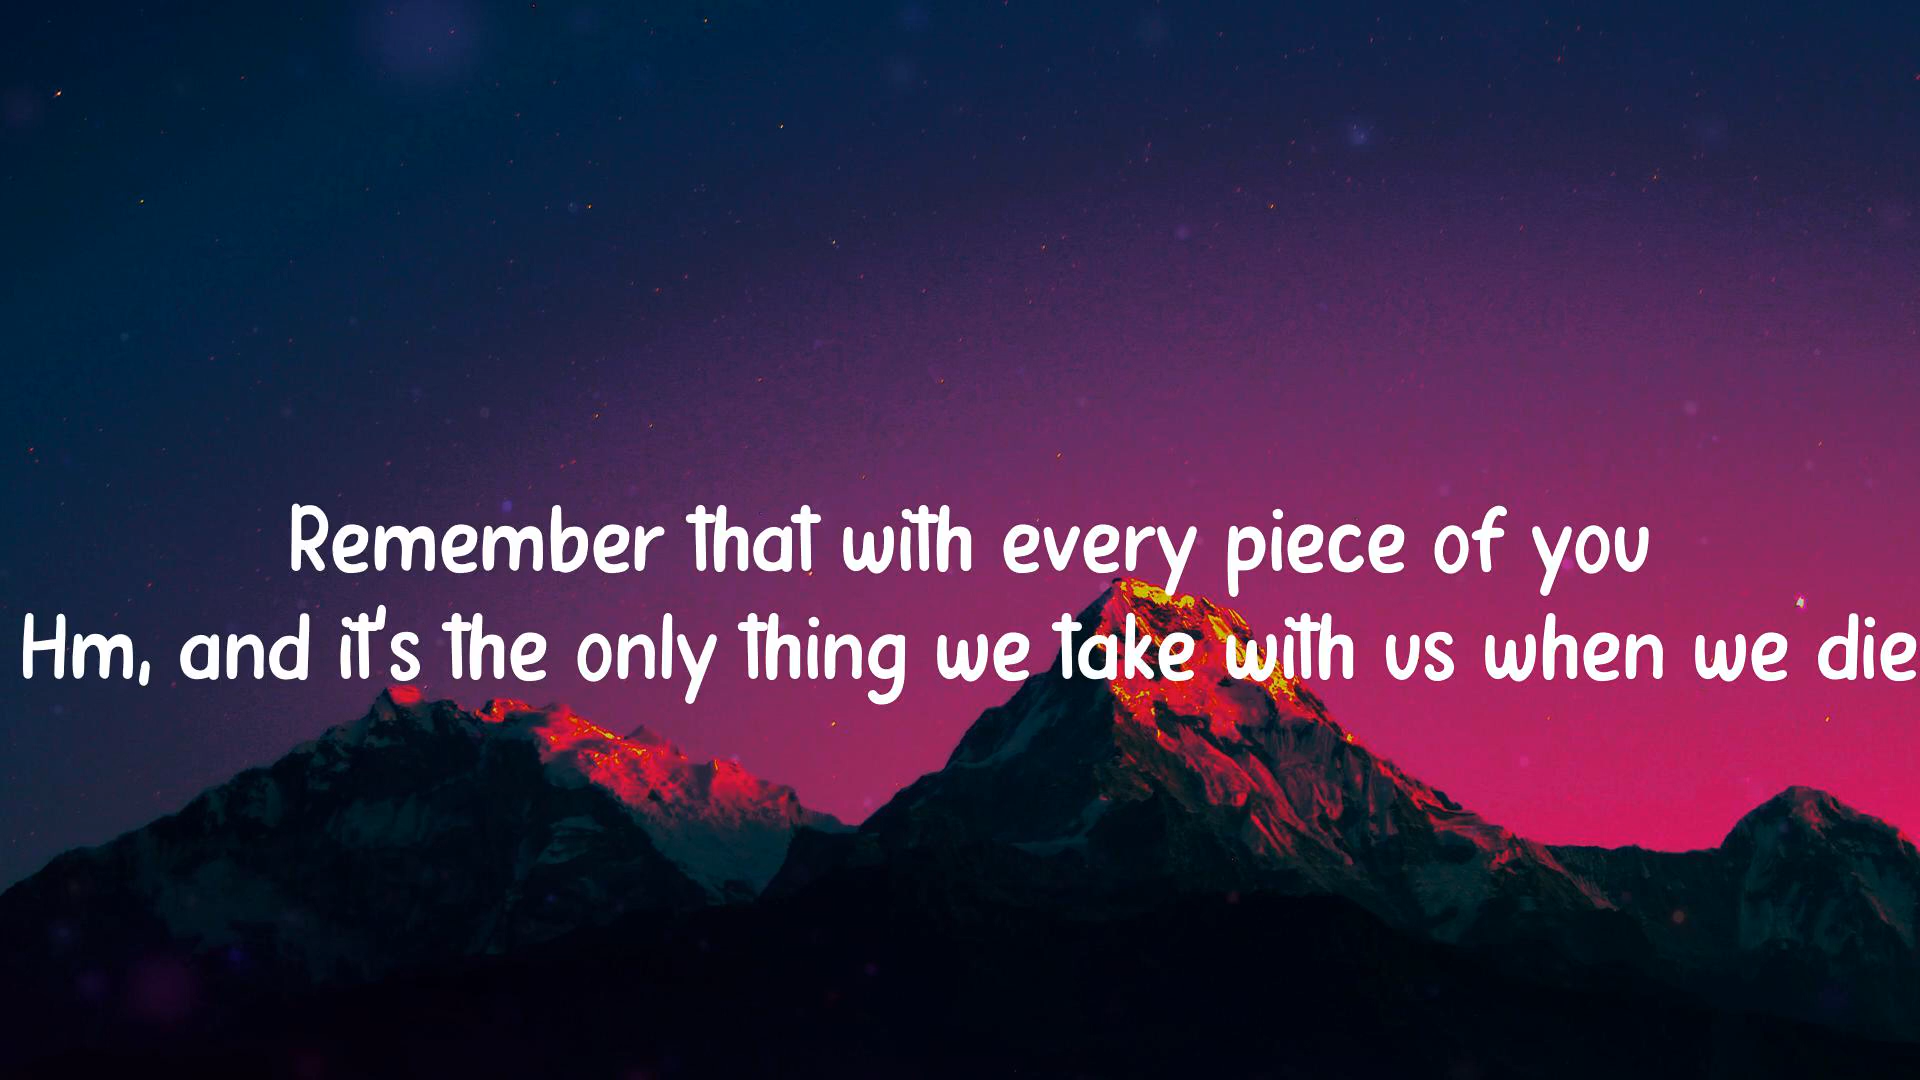 Remember that with every piece of you
Hm, and it's the only thing we take with us when we die